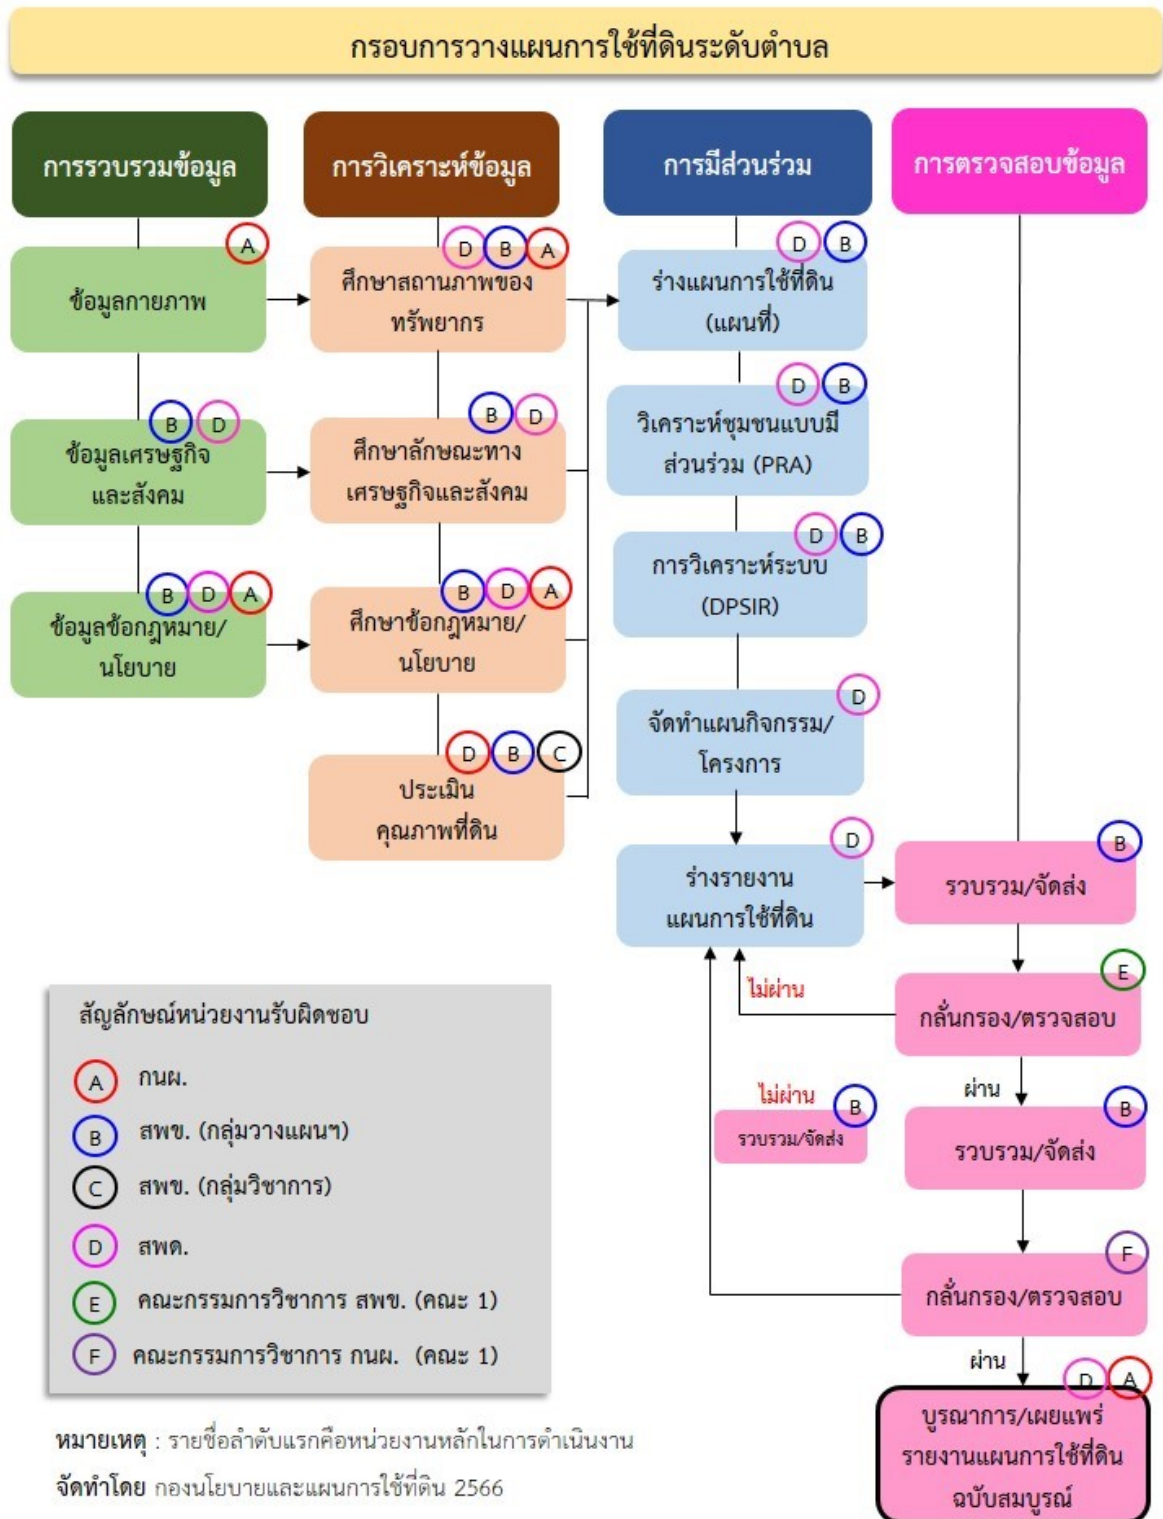 กรอบการวางแผนการใช้ที่ดินระดับตำบล
การรวบรวมข้อมูล
A
ข้อมูลกายภาพ
B D
ข้อมูลเศรษฐกิจ
และสังคม
B D A
ข้อมูลข้อกฎหมาย/
นโยบาย
การวิเคราะห์ข้อมูล
D B A
ศึกษาสถานภาพของ
ทรัพยากร
B D
ศึกษาลักษณะทาง
เศรษฐกิจและสังคม
B D A
ศึกษาข้อกฎหมาย/
นโยบาย
D B C
ประเมิน
คุณภาพที่ดิน
การมีส่วนร่วม
D B
ร่างแผนการใช้ที่ดิน
(แผนที่)
D B
วิเคราะห์ชุมชนแบบมี
ส่วนร่วม (PRA)
D B
การวิเคราะห์ระบบ
(DPSIR)
D
จัดทำแผนกิจกรรม/
โครงการ
D
ร่างรายงาน
แผนการใช้ที่ดิน
การตรวจสอบข้อมูล
B
รวบรวม/จัดส่ง
E
กลั่นกรอง/ตรวจสอบ
ไม่ผ่าน
ผ่าน
B
รวบรวม/จัดส่ง
ไม่ผ่าน
B
รวบรวม/จัดส่ง
F
กลั่นกรอง/ตรวจสอบ
ผ่าน
D A
บูรณาการ/เผยแพร่
รายงานแผนการใช้ที่ดิน
ฉบับสมบูรณ์
สัญลักษณ์หน่วยงานรับผิดชอบ
A กนผ.
B สพข. (กลุ่มวางแผนฯ)
C สพข. (กลุ่มวิชาการ)
D สพด.
E คณะกรรมการวิชาการ สพข. (คณะ 1)
F คณะกรรมการวิชาการ กนผ. (คณะ 1)
หมายเหตุ : รายชื่อลำดับแรกคือหน่วยงานหลักในการดำเนินงาน
จัดทำโดย กองนโยบายและแผนการใช้ที่ดิน 2566